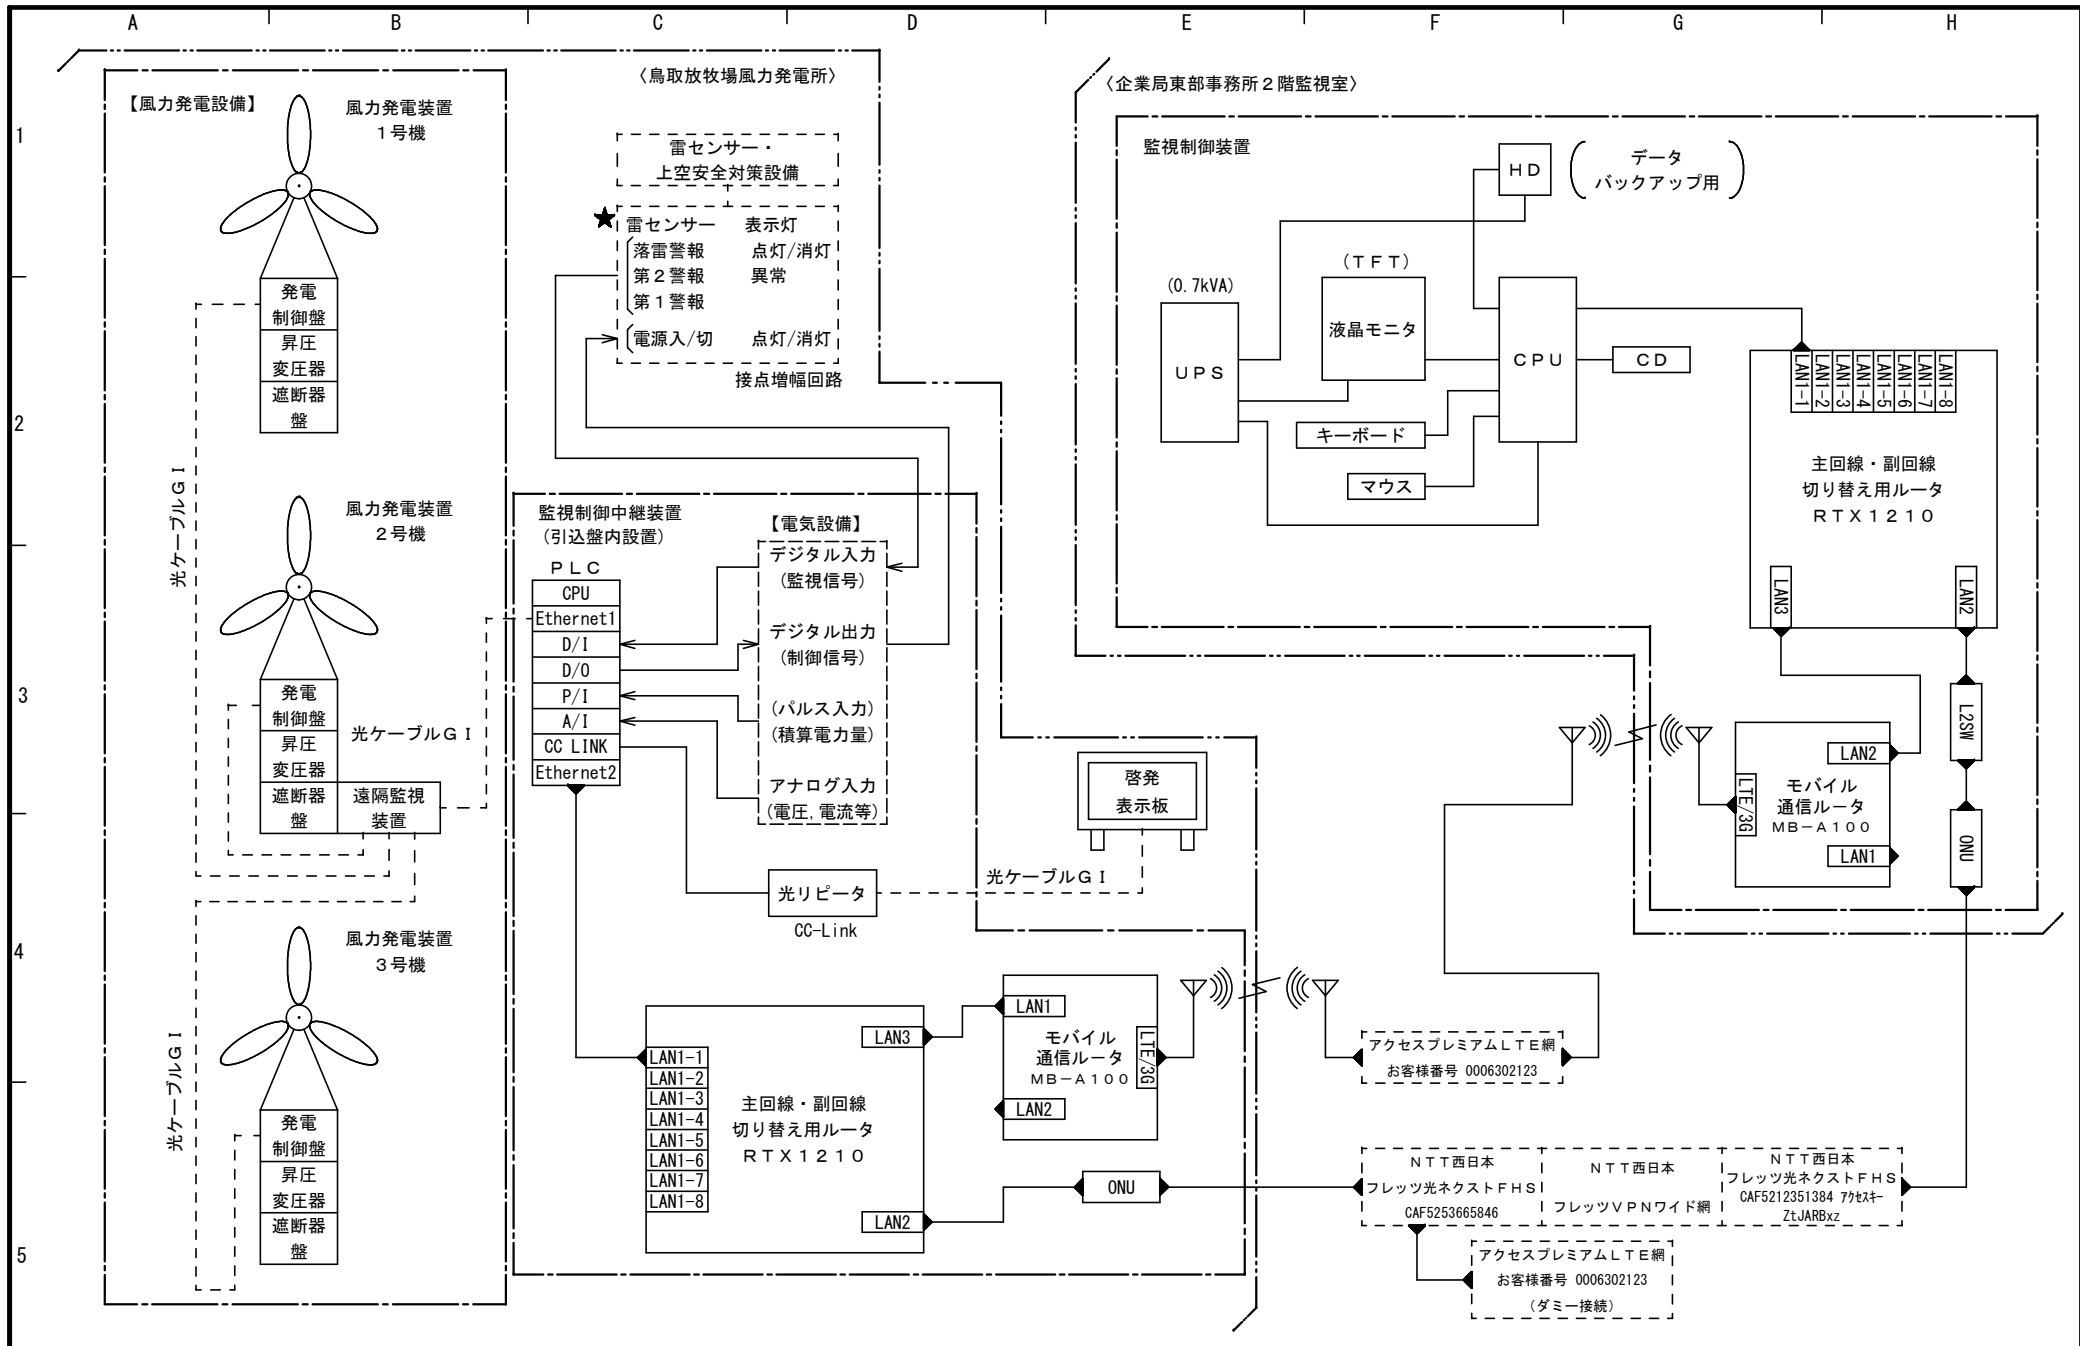 A B C D E F G H
1
2
3
4
5
〈鳥取放牧場風力発電所〉
【風力発電設備】
風力発電装置
1号機
発電
制御盤
昇圧
変圧器
遮断器
盤
光ケーブルＧＩ
風力発電装置
2号機
発電
制御盤
昇圧
変圧器
遮断器
盤
遠隔監視
装置
光ケーブルＧＩ
光ケーブルＧＩ
風力発電装置
3号機
発電
制御盤
昇圧
変圧器
遮断器
盤
雷センサー・
上空安全対策設備
★
雷センサー 表示灯
落雷警報 点灯/消灯
第２警報 異常
第１警報
電源入/切 点灯/消灯
接点増幅回路
監視制御中継装置
(引込盤内設置)
ＰＬＣ
CPU
Ethernet1
D/I
D/O
P/I
A/I
CC LINK
Ethernet2
【電気設備】
デジタル入力
(監視信号)
デジタル出力
(制御信号)
(パルス入力)
(積算電力量)
アナログ入力
(電圧,電流等)
光リピータ
CC-Link
光ケーブルＧＩ
啓発
表示板
LAN1-1
LAN1-2
LAN1-3
LAN1-4
LAN1-5
LAN1-6
LAN1-7
LAN1-8
主回線・副回線
切り替え用ルータ
ＲＴＸ１２１０
LAN3
LAN2
LAN1
モバイル
通信ルータ
ＭＢ－Ａ１００
LTE/3G
LAN2
ONU
〈企業局東部事務所２階監視室〉
監視制御装置
ＨＤ
データ
バックアップ用
(0.7kVA)
ＵＰＳ
(ＴＦＴ)
液晶モニタ
ＣＰＵ
ＣＤ
キーボード
マウス
LAN1-1
LAN1-2
LAN1-3
LAN1-4
LAN1-5
LAN1-6
LAN1-7
LAN1-8
主回線・副回線
切り替え用ルータ
ＲＴＸ１２１０
LAN3
LAN2
L2SW
ONU
LAN2
モバイル
通信ルータ
ＭＢ－Ａ１００
LTE/3G
LAN1
アクセスプレミアムＬＴＥ網
お客様番号 0006302123
ＮＴＴ西日本
フレッツ光ネクストＦＨＳ
CAF5253665846
ＮＴＴ西日本
フレッツＶＰＮワイド網
ＮＴＴ西日本
フレッツ光ネクストＦＨＳ
CAF5212351384 ｱｸｾｽｷｰ
ZtJARBxz
アクセスプレミアムＬＴＥ網
お客様番号 0006302123
(ダミー接続)